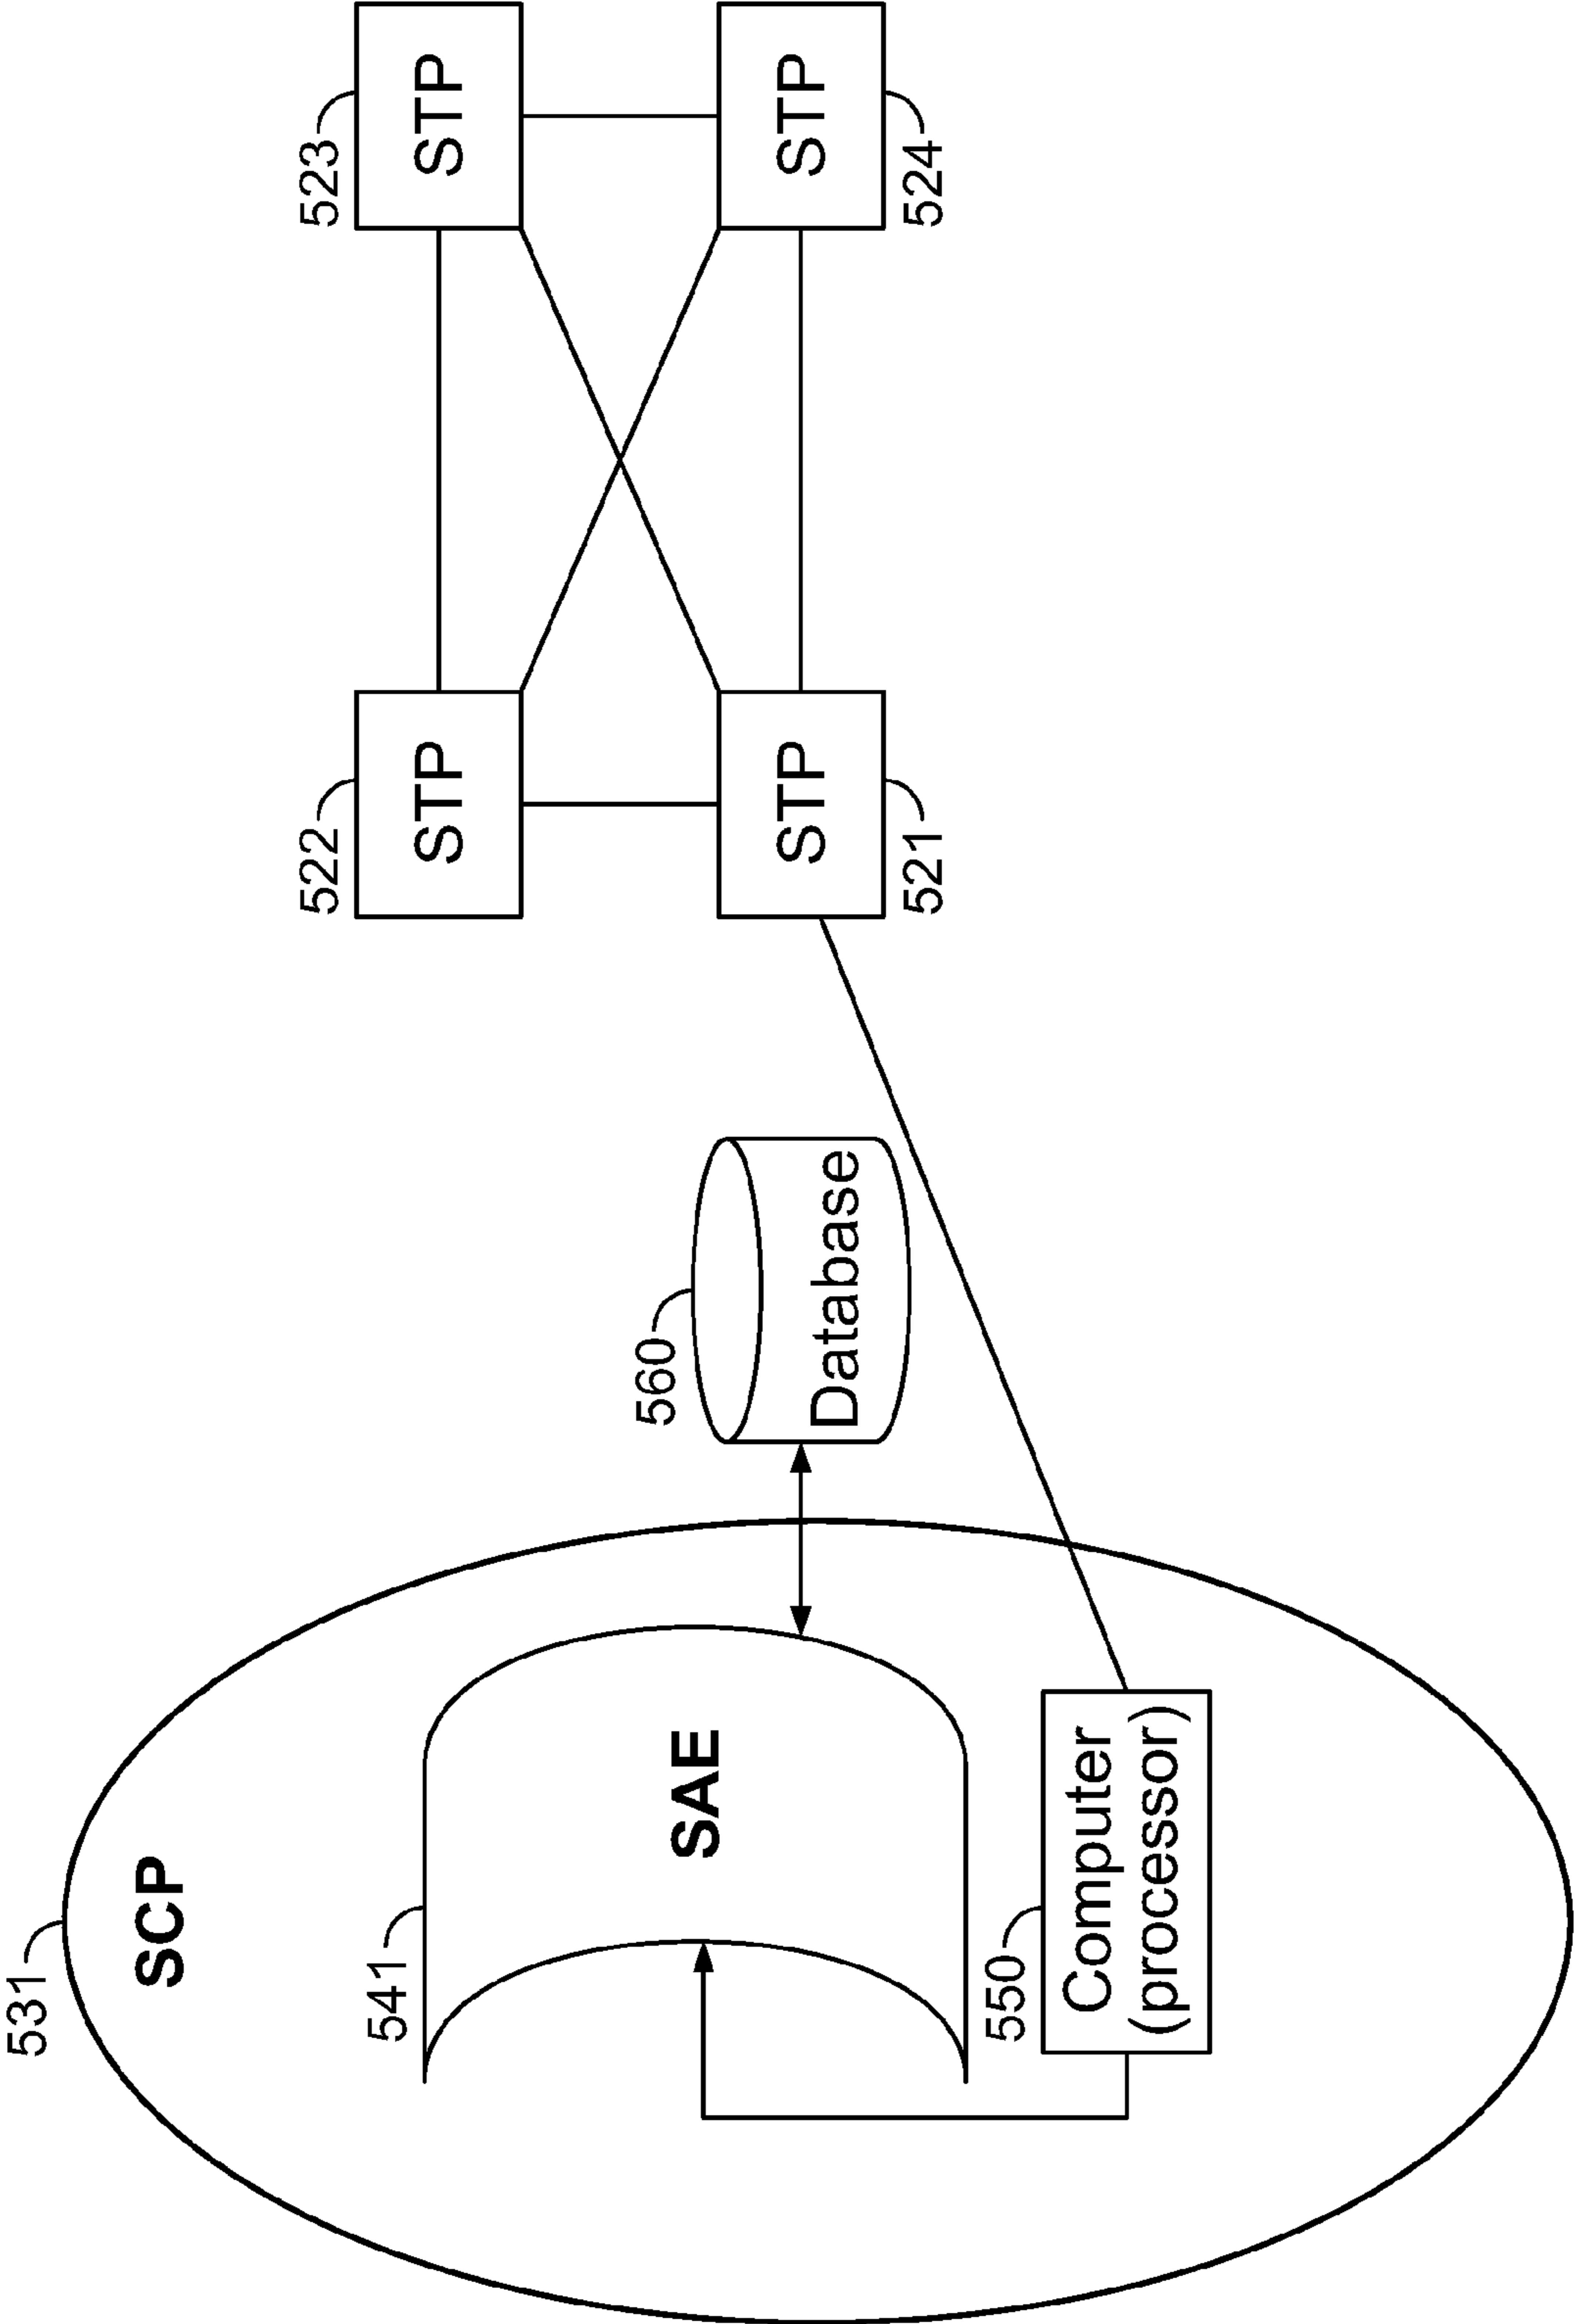 531
SCP
541
SAE
550
Computer
(processor)
560
Database
522
STP
523
STP
521
STP
524
STP